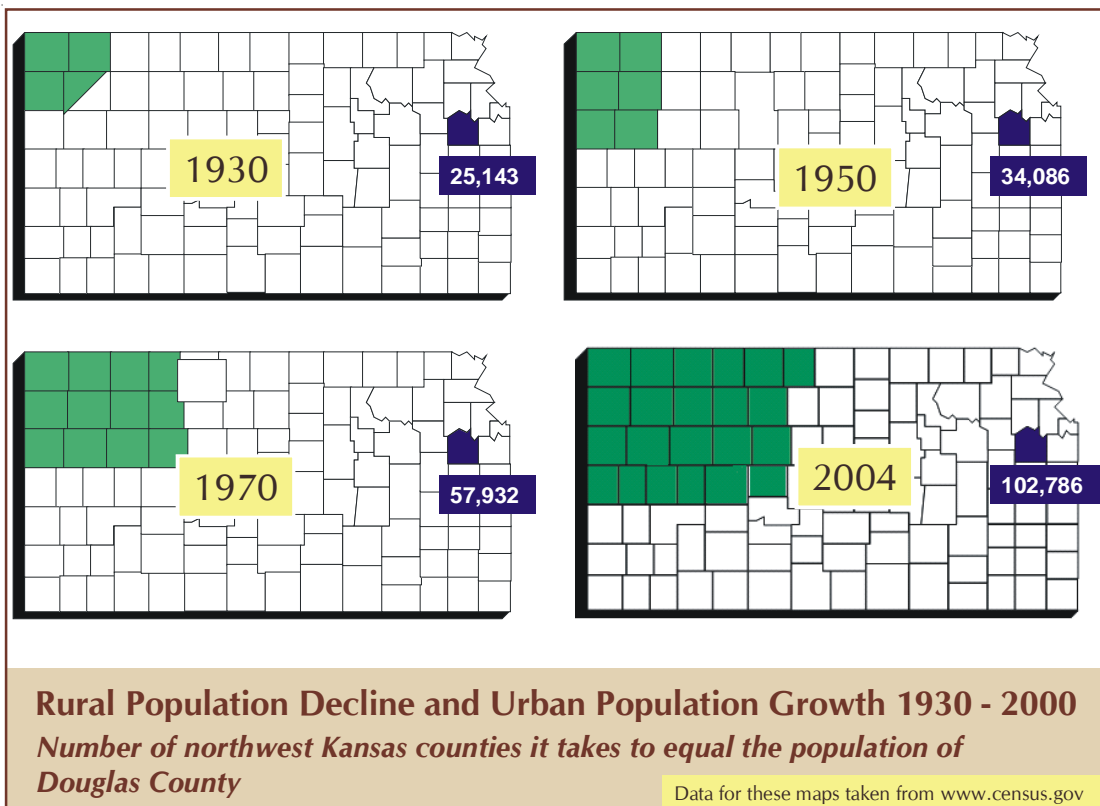 1930
25,143
1950
34,086
1970
57,932
2004
102,786
Rural Population Decline and Urban Population Growth 1930 - 2000
Number of northwest Kansas counties it takes to equal the population of
Douglas County
Data for these maps taken from www.census.gov